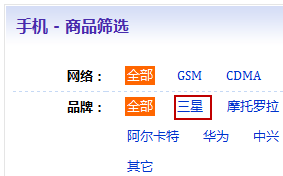 手机 - 商品筛选
网络： 全部 GSM CDMA
品牌： 全部 三星 摩托罗拉
阿尔卡特 华为 中兴
其它